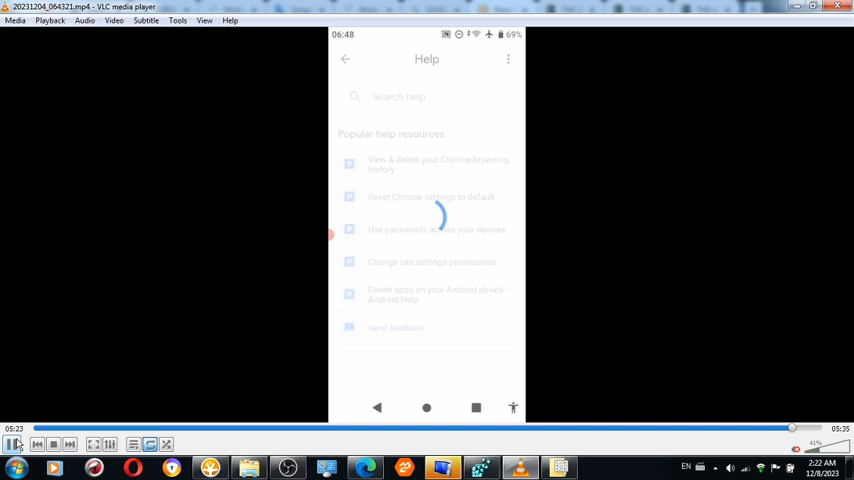 20231204_064321.mp4 - VLC media player
Media Playback Audio Video Subtitle Tools View Help
06:48 69%
Help
Search help
Popular help resources
View & delete your Chrome browsing
history
Reset Chrome settings to default
Use passwords across your devices
Change site settings permissions
Delete apps on your Android device -
Android Help
Send feedback
05:23 05:35
41%
EN 2:22 AM
12/8/2023